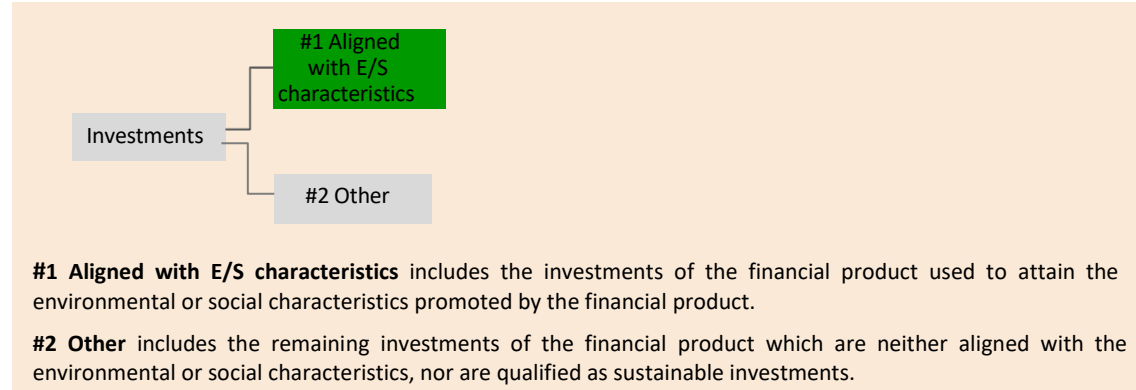 #1 Aligned
with E/S
characteristics
Investments
#2 Other
#1 Aligned with E/S characteristics includes the investments of the financial product used to attain the
environmental or social characteristics promoted by the financial product.
#2 Other includes the remaining investments of the financial product which are neither aligned with the
environmental or social characteristics, nor are qualified as sustainable investments.